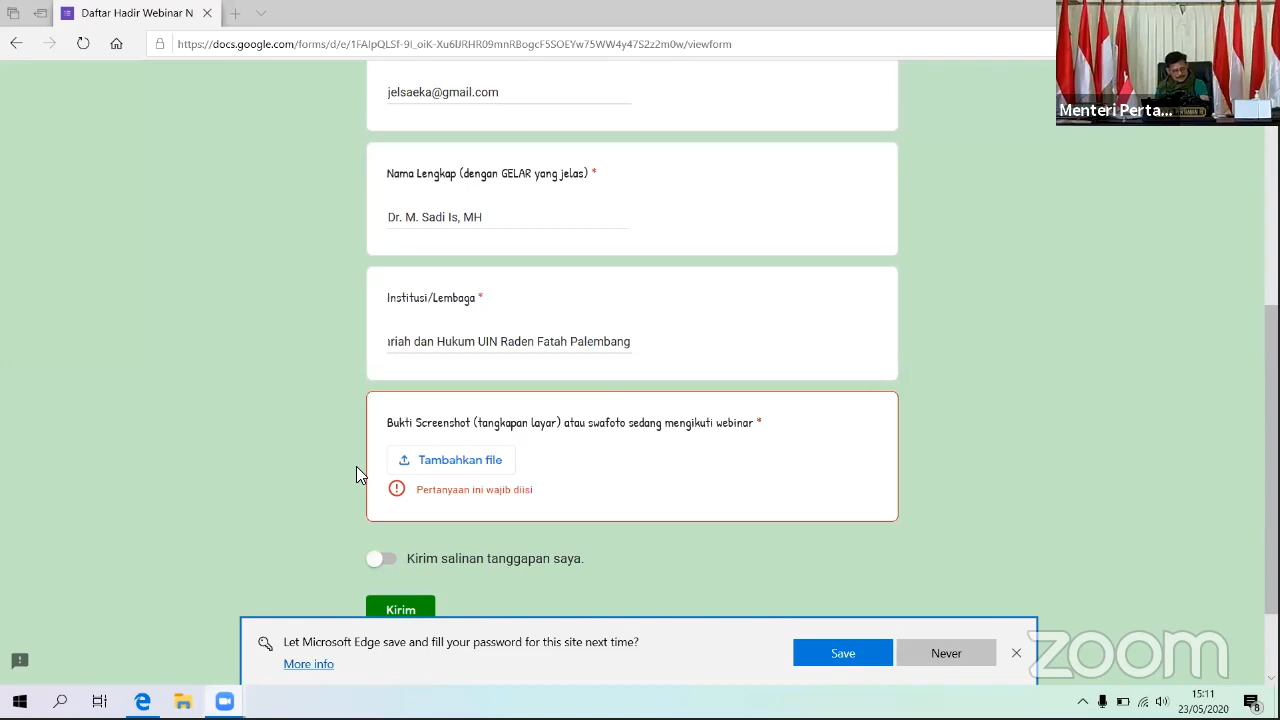 Daftar Hadir Webinar N
https://docs.google.com/forms/d/e/1FAIpQLSf-9I_oiK-Xu6IJRHR09mnRBogcF5SOEYw75WW4y47S2z2m0w/viewform
Menteri Perta...
jelsaeka@gmail.com
Nama Lengkap (dengan GELAR yang jelas) *
Dr. M. Sadi Is, MH
Institusi/Lembaga *
ariah dan Hukum UIN Raden Fatah Palembang
Bukti Screenshot (tangkapan layar) atau swafoto sedang mengikuti webinar *
Tambahkan file
Pertanyaan ini wajib diisi
Kirim salinan tanggapan saya.
Kirim
Let Microsoft Edge save and fill your password for this site next time?
More info
Save
Never
zoom
15:11
23/05/2020
8